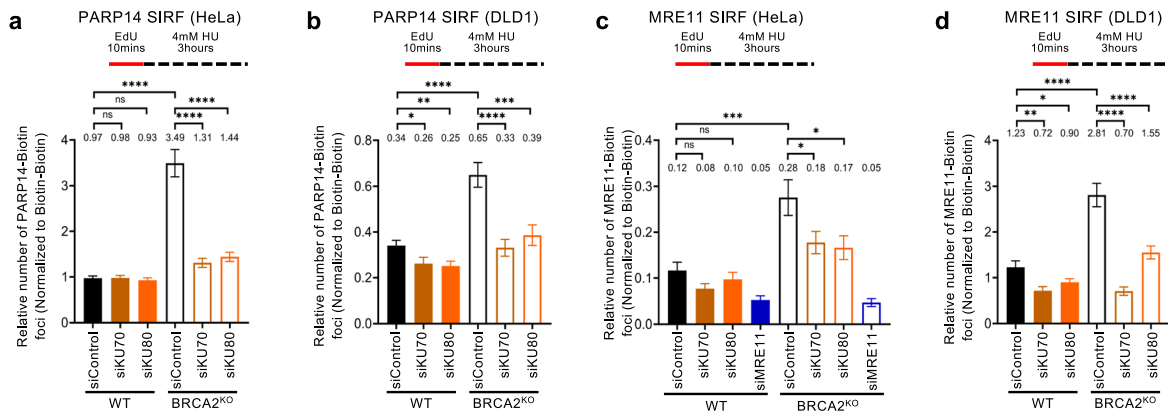 a
PARP14 SIRF (HeLa)
EdU
10mins
4mM HU
3hours
****
ns
****
ns
****
0.97 0.98 0.93 3.49 1.31 1.44
Relative number of PARP14-Biotin
foci (Normalized to Biotin-Biotin)
4
3
2
1
0
siControl
siKU70
siKU80
siControl
siKU70
siKU80
WT
BRCA2KO
b
PARP14 SIRF (DLD1)
EdU
10mins
4mM HU
3hours
****
**
***
*
****
0.34 0.26 0.25 0.65 0.33 0.39
Relative number of PARP14-Biotin
foci (Normalized to Biotin-Biotin)
0.8
0.6
0.4
0.2
0.0
siControl
siKU70
siKU80
siControl
siKU70
siKU80
WT
BRCA2KO
c
MRE11 SIRF (HeLa)
EdU
10mins
4mM HU
3hours
***
ns
*
ns
*
0.12 0.08 0.10 0.05 0.28 0.18 0.17 0.05
Relative number of MRE11-Biotin
foci (Normalized to Biotin-Biotin)
0.4
0.3
0.2
0.1
0.0
siControl
siKU70
siKU80
siMRE11
siControl
siKU70
siKU80
siMRE11
WT
BRCA2KO
d
MRE11 SIRF (DLD1)
EdU
10mins
4mM HU
3hours
****
*
****
**
****
1.23 0.72 0.90 2.81 0.70 1.55
Relative number of MRE11-Biotin
foci (Normalized to Biotin-Biotin)
4
3
2
1
0
siControl
siKU70
siKU80
siControl
siKU70
siKU80
WT
BRCA2KO